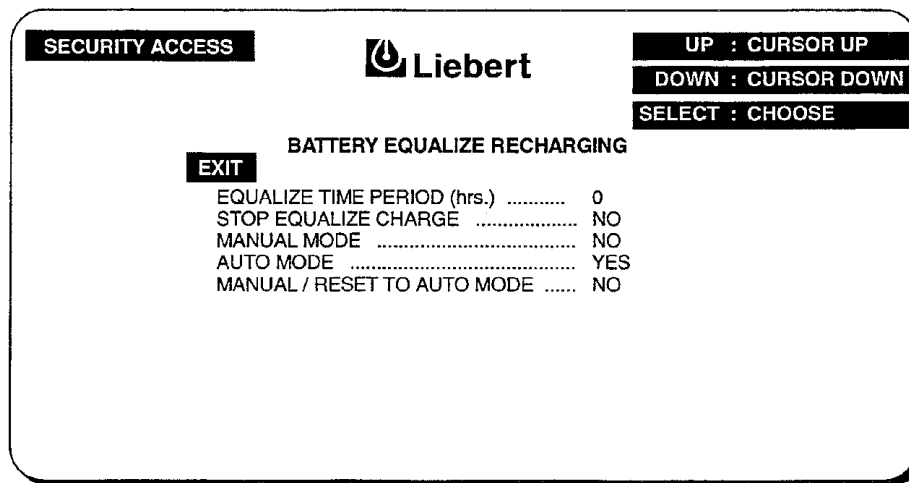 SECURITY ACCESS
Liebert
UP : CURSOR UP
DOWN : CURSOR DOWN
SELECT : CHOOSE
BATTERY EQUALIZE RECHARGING
EXIT
EQUALIZE TIME PERIOD (hrs.) ........... 0
STOP EQUALIZE CHARGE ................... NO
MANUAL MODE ..................................... NO
AUTO MODE ......................................... YES
MANUAL / RESET TO AUTO MODE ...... NO